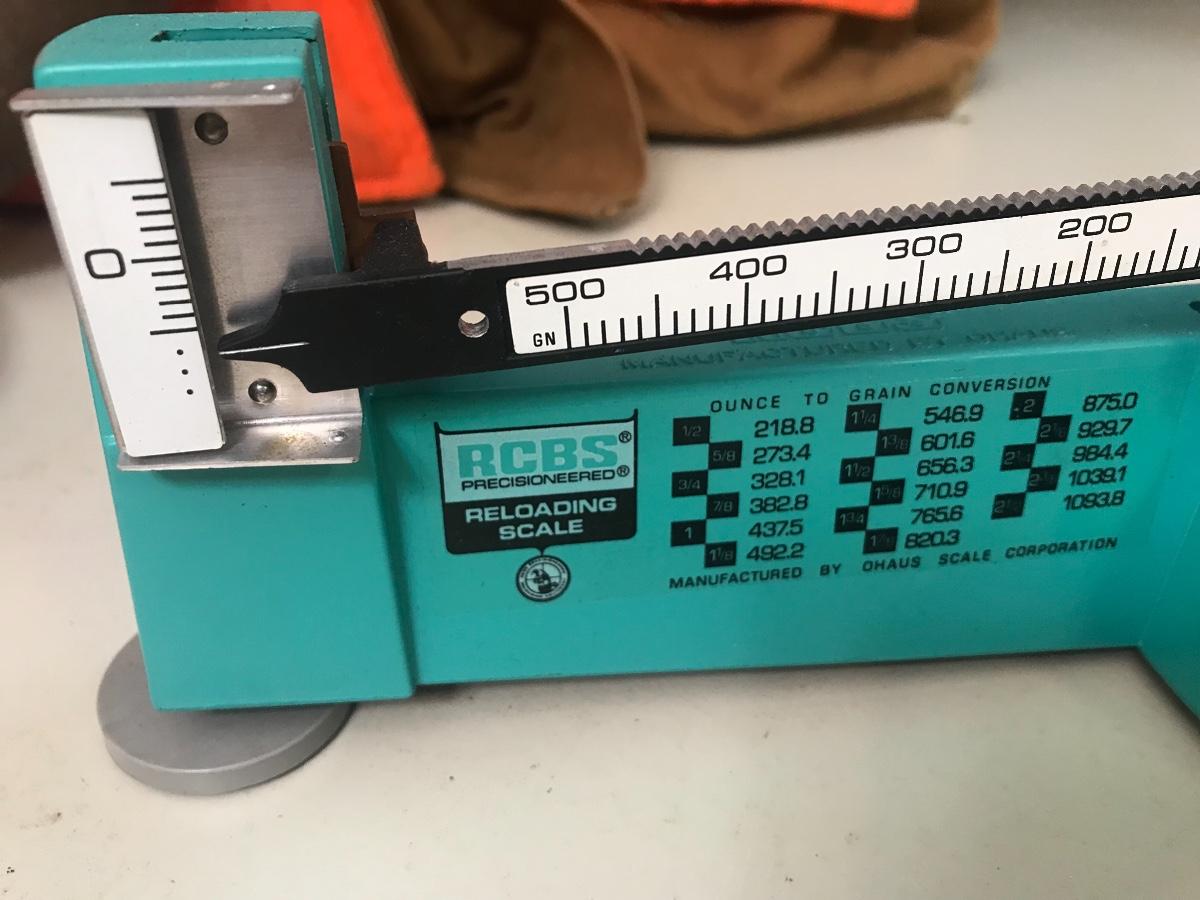 0
500 400 300 200
GN
RCBS®
PRECISIONEERED®
RELOADING
SCALE
OUNCE TO GRAIN CONVERSION
1/2 218.8
5/8 273.4
3/4 328.1
7/8 382.8
1 437.5
1 1/8 492.2
1 1/4 546.9
1 3/8 601.6
1 1/2 656.3
1 5/8 710.9
1 3/4 765.6
820.3
2 875.0
929.7
984.4
1039.1
1093.8
MANUFACTURED BY OHAUS SCALE CORPORATION